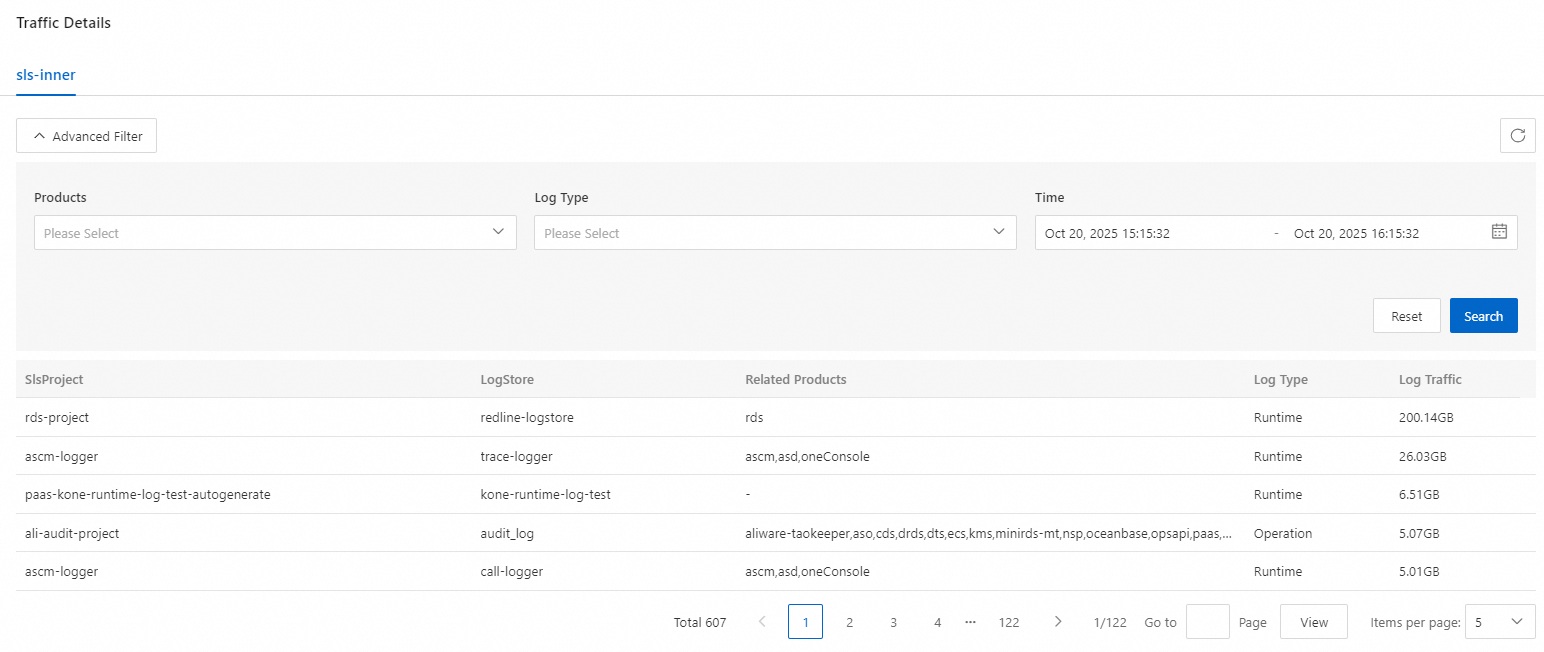 Traffic Details
sls-inner
Advanced Filter
Products
Log Type
Time
Please Select
Please Select
Oct 20, 2025 15:15:32 - Oct 20, 2025 16:15:32
Reset
Search
SlsProject LogStore Related Products Log Type Log Traffic
rds-project redline-logstore rds Runtime 200.14GB
ascm-logger trace-logger ascm,asd,oneConsole Runtime 26.03GB
paas-kone-runtime-log-test-autogenerate kone-runtime-log-test - Runtime 6.51GB
ali-audit-project audit_log aliware-taokeeper,aso,cds,drds,dts,ecs,kms,minirds-mt,nsp,oceanbase,opsapi,paas,... Operation 5.07GB
ascm-logger call-logger ascm,asd,oneConsole Runtime 5.01GB
Total 607 1 2 3 4 ... 122 1/122 Go to Page View Items per page: 5